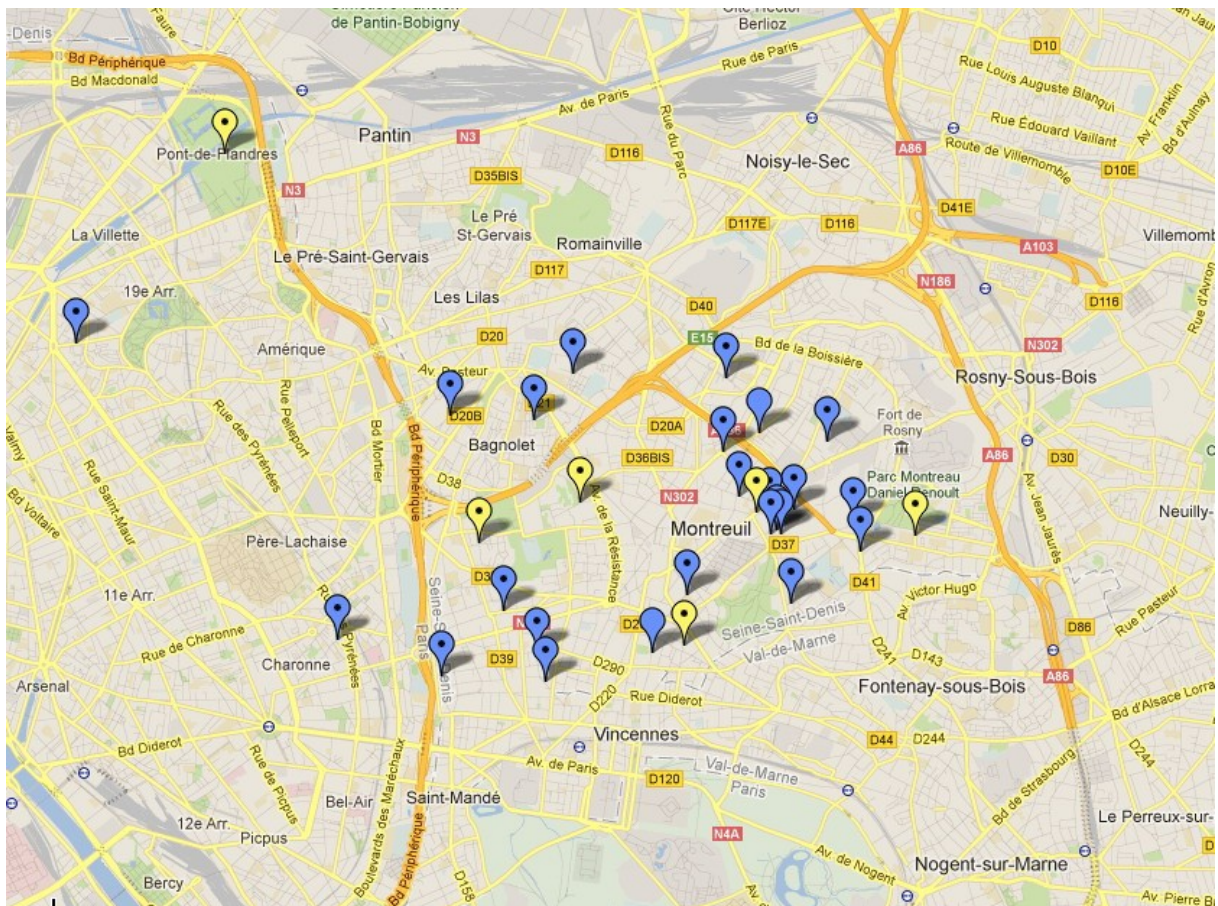 de Pantin-Bobigny
Berlioz
-Denis
Faure
Bd Périphérique
Bd Macdonald
Rue de Paris
D10
Rue Louis Auguste Blanqui
Av. Franklin
Bd d'Aulnay
Av. de Paris
Pantin
N3
Rue du Parc
Rue Édouard Vaillant
A86
Route de Villemomble
Pont-de-Flandres
D116
Noisy-le-Sec
D10E
D35BIS
N3
D41E
La Villette
Le Pré
St-Gervais
D117E
D116
Romainville
A103
Villemomb
Le Pré-Saint-Gervais
D117
N186
19e Arr.
Les Lilas
D40
D116
Rue d'Avron
D20
E15
Bd de la Boissière
N302
Amérique
Av. Pasteur
Rosny-Sous-Bois
D20B
D21
Rue des Pyrénées
Rue Pelleport
Bd Mortier
Bd Périphérique
Bagnolet
D20A
Fort de
Rosny
Valmy
D36BIS
A86
D30
D38
Parc Montreau
Daniel Renoult
Rue Saint-Maur
Bd Voltaire
N302
Av. de la Résistance
Av. Jean Jaurès
Neuilly-
Père-Lachaise
Montreuil
D37
11e Arr.
D41
Av. Victor Hugo
Rue de Charonne
Seine-Saint-Denis
Val-de-Marne
Rue Pasteur
D86
Charonne
Paris
D39
D290
D241
D143
A86
Arsenal
D220
Rue Diderot
Fontenay-sous-Bois
Bd d'Alsace Lorra
Bd Diderot
Vincennes
D44
D244
D244
Rue de Picpus
Av. de Paris
D120
Val-de-Marne
Paris
Bd de Strasbourg
Bel-Air
Saint-Mandé
Boulevards des Maréchaux
Bd Périphérique
12e Arr.
Picpus
N4A
Le Perreux-sur-
Av. de Nogent
Nogent-sur-Marne
Bercy
D158
Av. Pierre B